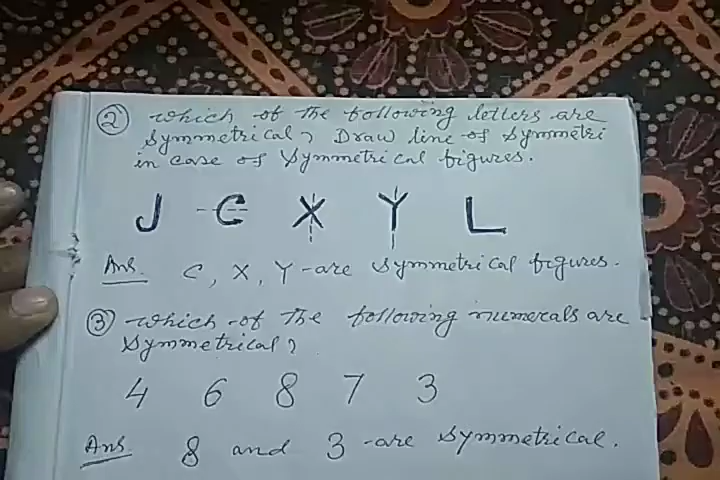 ② which of the following letters are
symmetrical? Draw line of symmetri
in case of symmetrical figures.
J C X Y L
Ans. C, X, Y-are symmetrical figures.
③ which of the following numerals are
symmetrical?
4 6 8 7 3
Ans. 8 and 3 are symmetrical.